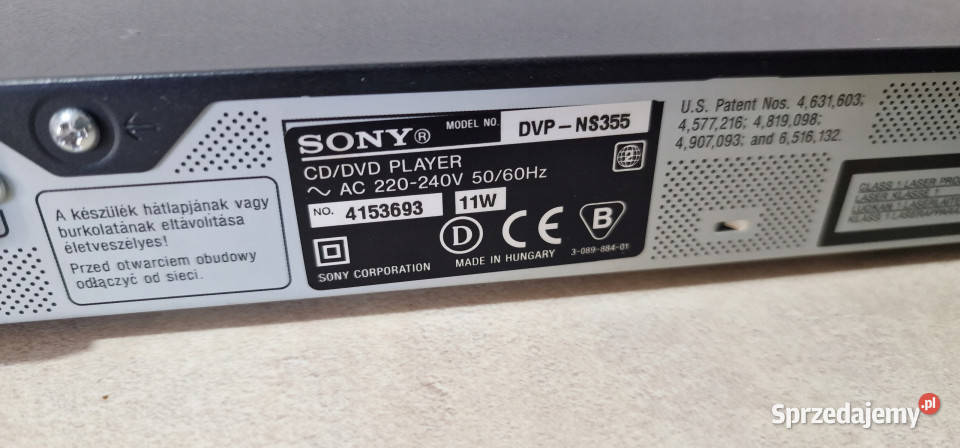 A készülék hátlapjának vagy
burkolatának eltávolítása
életveszélyes!
Przed otwarciem obudowy
odłączyć od sieci.
SONY®
MODEL NO. DVP-NS355
CD/DVD PLAYER
~ AC 220-240V 50/60Hz
NO. 4153693 11W
2
D CE B
SONY CORPORATION MADE IN HUNGARY 3-089-884-01
U.S. Patent Nos. 4,631,603;
4,577,216; 4,819,098;
4,907,093; and 6,516,132.
CLASS 1 LASER
Sprzedajemy.pl